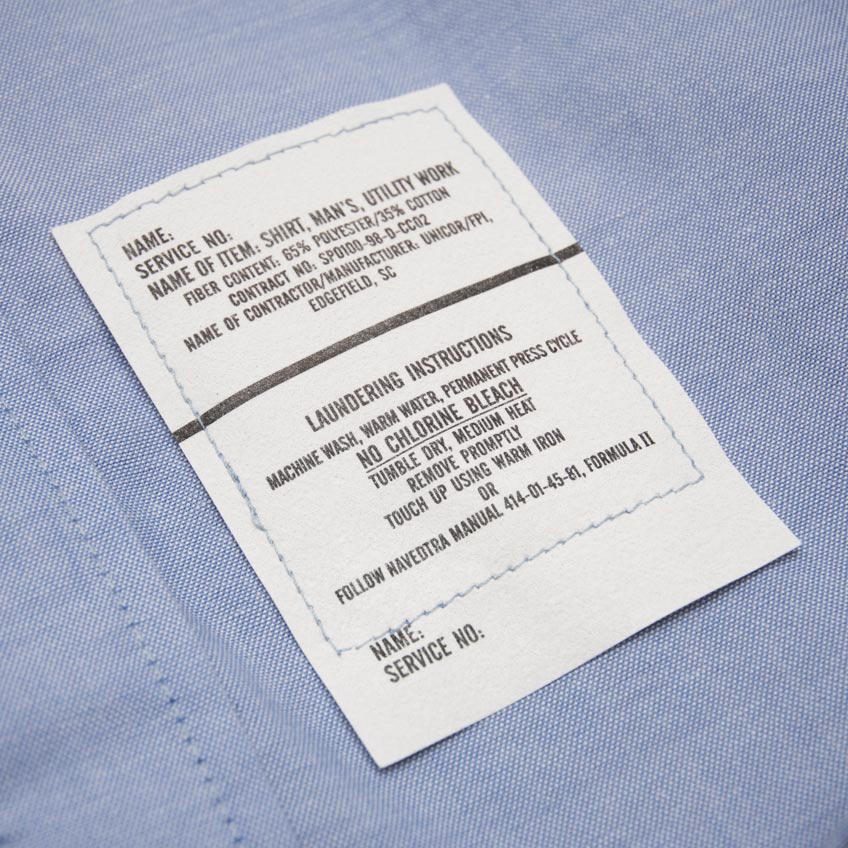 NAME:
SERVICE NO:
NAME OF ITEM: SHIRT, MAN'S, UTILITY WORK
FIBER CONTENT: 65% POLYESTER/35% COTTON
CONTRACT NO: SPO100-98-D-CC02
NAME OF CONTRACTOR/MANUFACTURER: UNICOR/FPI,
EDGEFIELD, SC
LAUNDERING INSTRUCTIONS
MACHINE WASH, WARM WATER, PERMANENT PRESS CYCLE
NO CHLORINE BLEACH
TUMBLE DRY, MEDIUM HEAT
REMOVE PROMPTLY
TOUCH UP USING WARM IRON
OR
FOLLOW NAVEDTRA MANUAL 414-01-45-81, FORMULA II
NAME:
SERVICE NO: